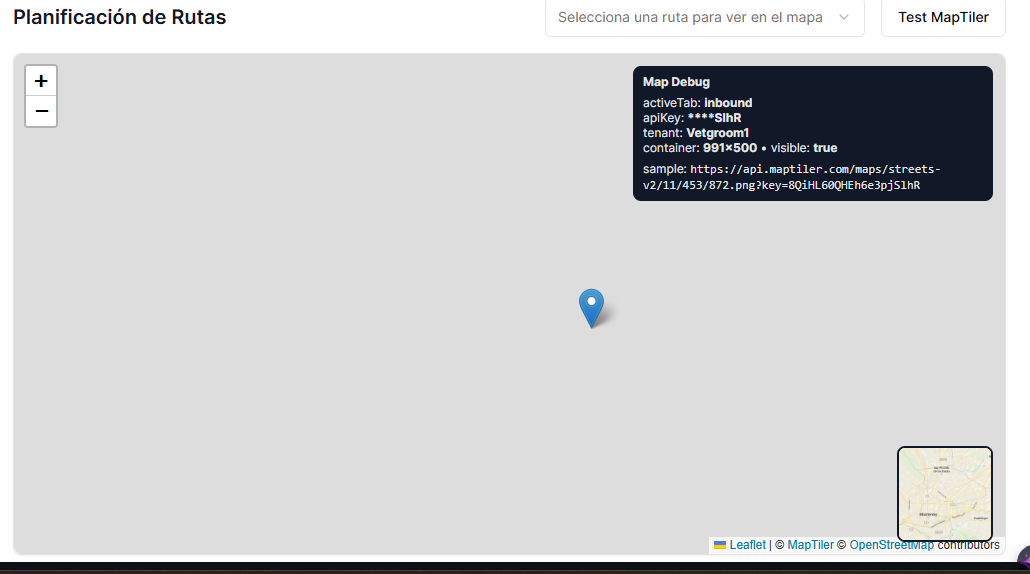 Planificación de Rutas
Selecciona una ruta para ver en el mapa
Test MapTiler
+
−
Map Debug
activeTab: inbound
apiKey: ****SlhR
tenant: Vetgroom1
container: 991×500 • visible: true
sample: https://api.maptiler.com/maps/streets-
v2/11/453/872.png?key=8QiHL60QHEh6e3pjSlhR
Monterrey
Leaflet | © MapTiler © OpenStreetMap contributors